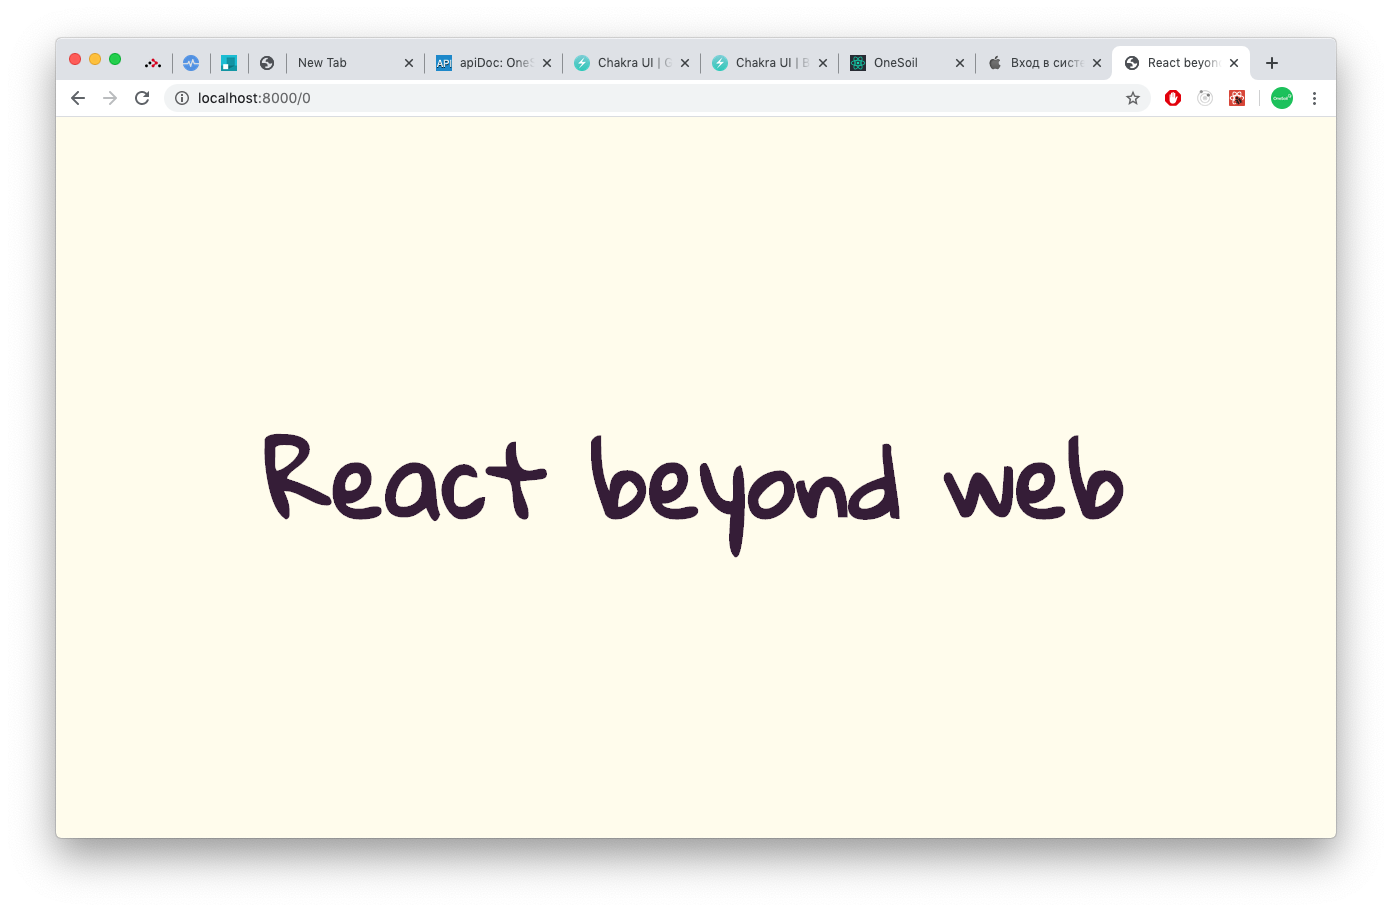 New Tab
API
apiDoc: OneS
Chakra UI | G
Chakra UI | B
OneSoil
Вход в систе
React beyon
localhost:8000/0
React beyond web